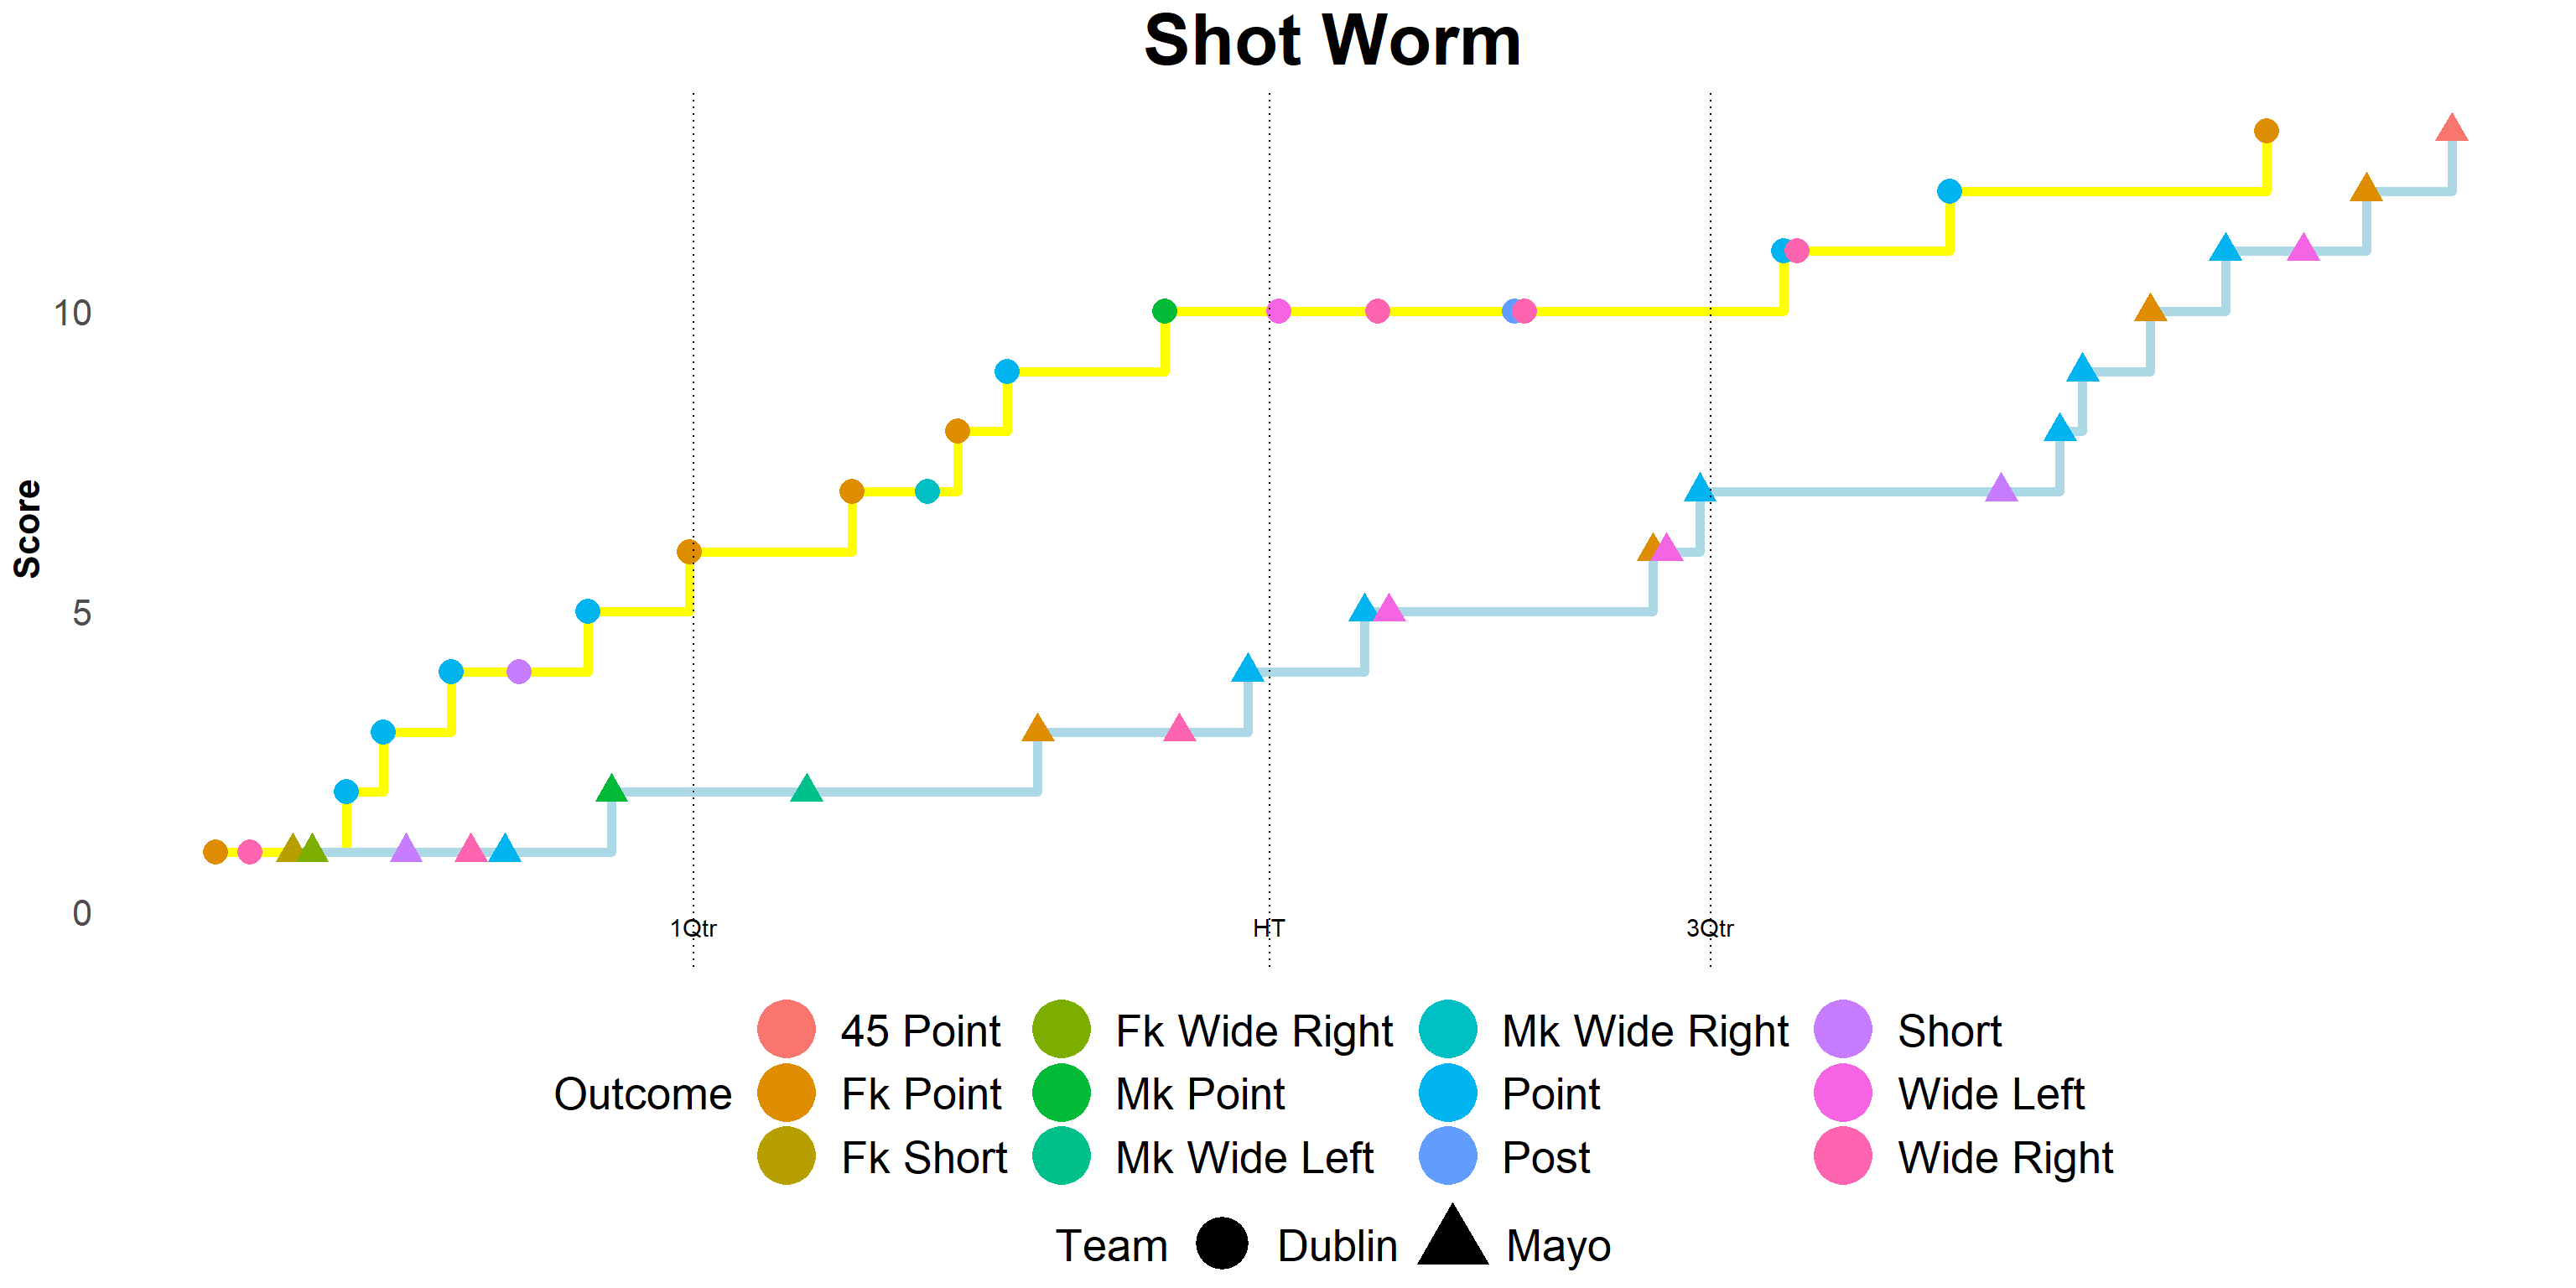 Shot Worm
Score
10
5
0
1Qtr HT 3Qtr
Outcome
45 Point Fk Wide Right Mk Wide Right Short
Fk Point Mk Point Point Wide Left
Fk Short Mk Wide Left Post Wide Right
Team Dublin Mayo